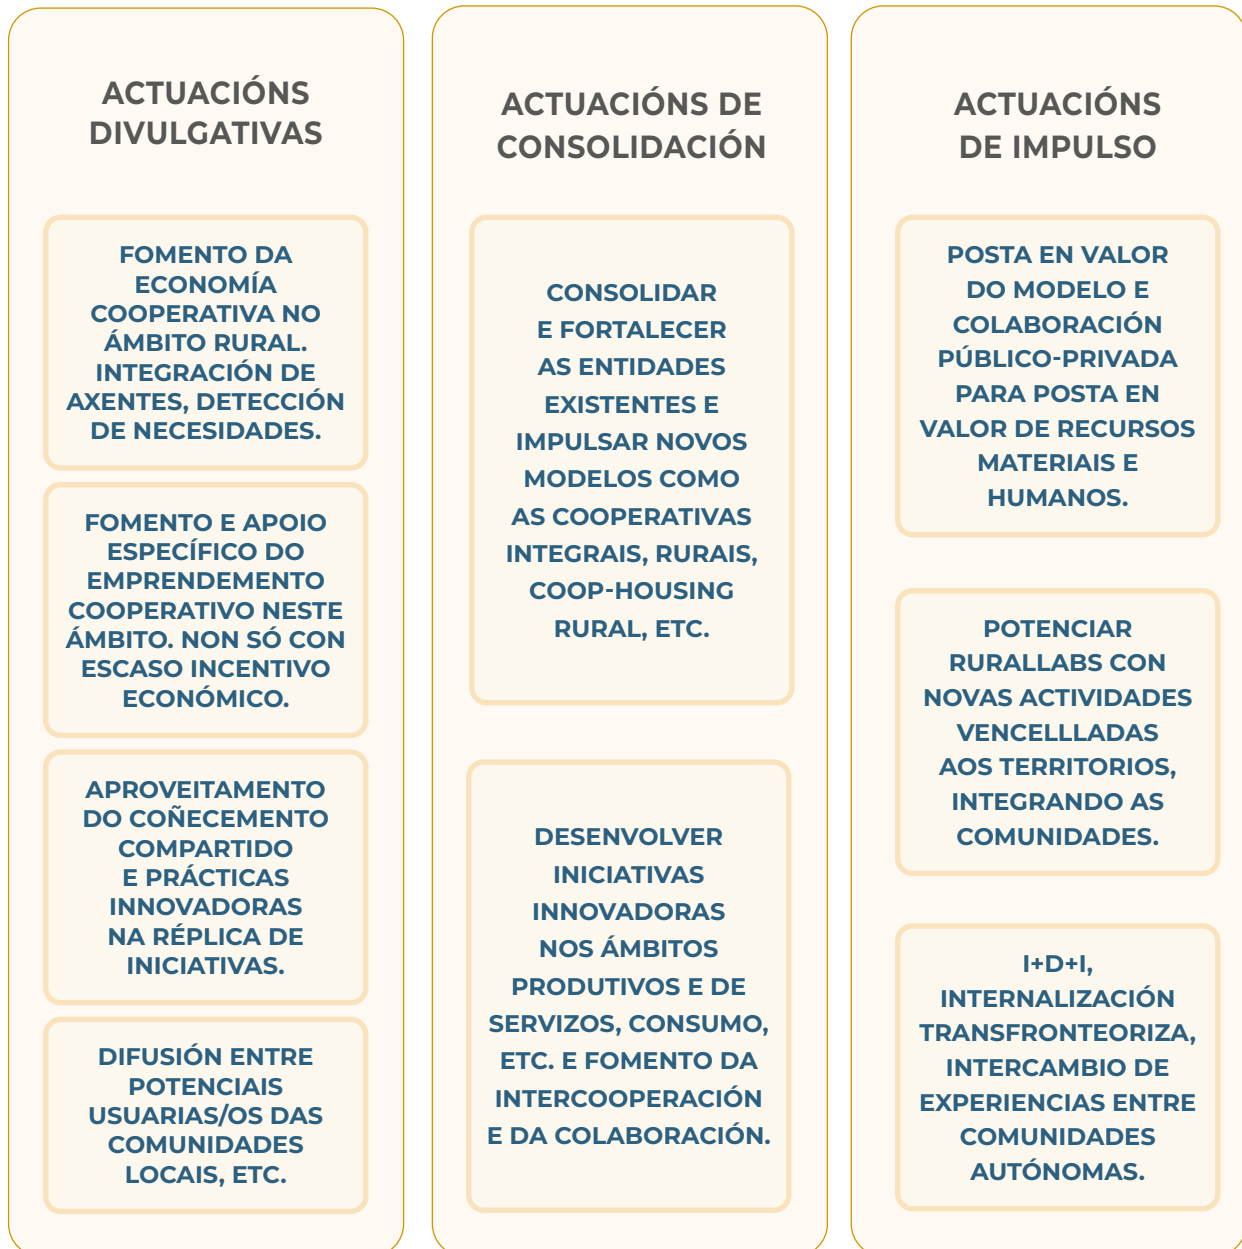 ACTUACIÓNS
DIVULGATIVAS
FOMENTO DA
ECONOMÍA
COOPERATIVA NO
ÁMBITO RURAL.
INTEGRACIÓN DE
AXENTES, DETECCIÓN
DE NECESIDADES.
FOMENTO E APOIO
ESPECÍFICO DO
EMPRENDEMENTO
COOPERATIVO NESTE
ÁMBITO. NON SÓ CON
ESCASO INCENTIVO
ECONÓMICO.
APROVEITAMENTO
DO COÑECEMENTO
COMPARTIDO
E PRÁCTICAS
INNOVADORAS
NA RÉPLICA DE
INICIATIVAS.
DIFUSIÓN ENTRE
POTENCIAIS
USUARIAS/OS DAS
COMUNIDADES
LOCAIS, ETC.
ACTUACIÓNS DE
CONSOLIDACIÓN
CONSOLIDAR
E FORTALECER
AS ENTIDADES
EXISTENTES E
IMPULSAR NOVOS
MODELOS COMO
AS COOPERATIVAS
INTEGRAIS, RURAIS,
COOP-HOUSING
RURAL, ETC.
DESENVOLVER
INICIATIVAS
INNOVADORAS
NOS ÁMBITOS
PRODUTIVOS E DE
SERVIZOS, CONSUMO,
ETC. E FOMENTO DA
INTERCOOPERACIÓN
E DA COLABORACIÓN.
ACTUACIÓNS
DE IMPULSO
POSTA EN VALOR
DO MODELO E
COLABORACIÓN
PÚBLICO-PRIVADA
PARA POSTA EN
VALOR DE RECURSOS
MATERIAIS E
HUMANOS.
POTENCIAR
RURALLABS CON
NOVAS ACTIVIDADES
VENCELLLADAS
AOS TERRITORIOS,
INTEGRANDO AS
COMUNIDADES.
I+D+I,
INTERNALIZACIÓN
TRANSFRONTEORIZA,
INTERCAMBIO DE
EXPERIENCIAS ENTRE
COMUNIDADES
AUTÓNOMAS.